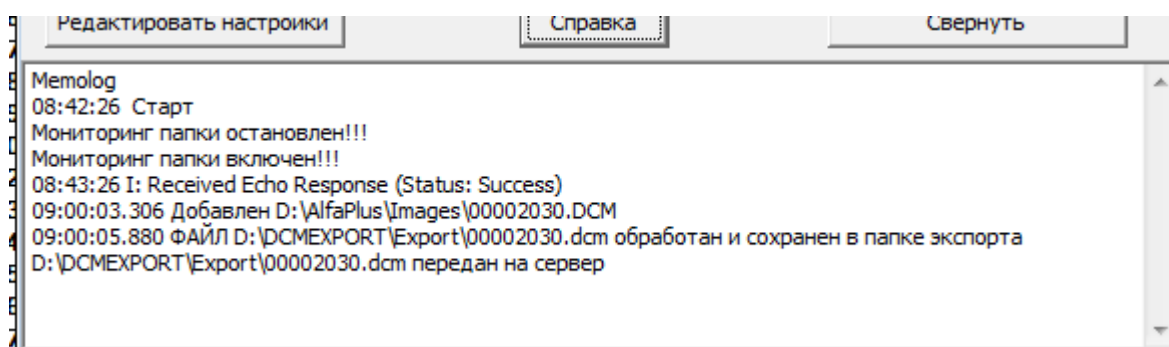 Редактировать настройки
Справка
Свернуть
Memolog
08:42:26 Старт
Мониторинг папки остановлен!!!
Мониторинг папки включен!!!
08:43:26 I: Received Echo Response (Status: Success)
09:00:03.306 Добавлен D:\AlfaPlus\Images\00002030.DCM
09:00:05.880 ФАЙЛ D:\DCMEXPORT\Export\00002030.dcm обработан и сохранен в папке экспорта
D:\DCMEXPORT\Export\00002030.dcm передан на сервер